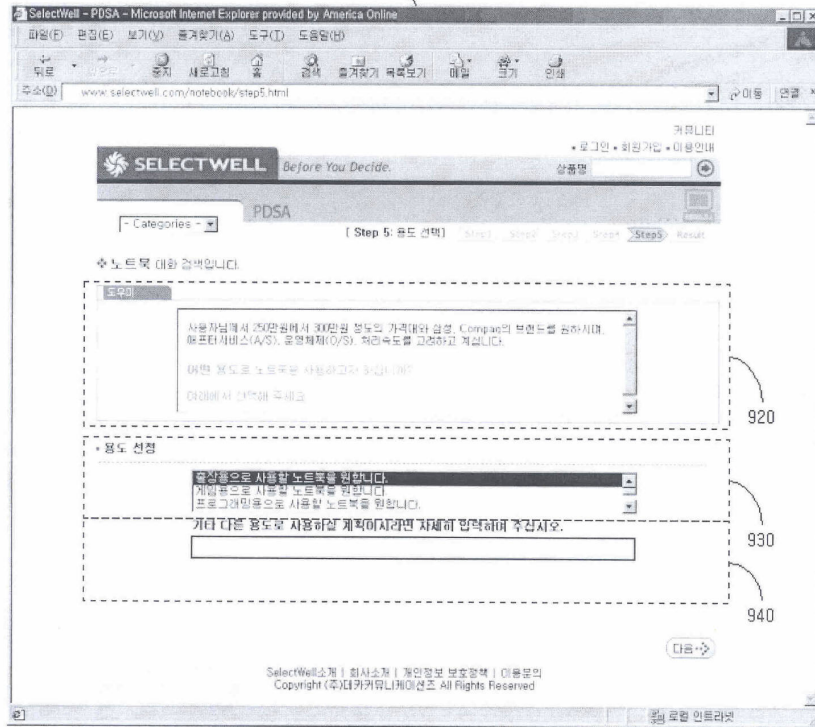 SelectWell - PDSA - Microsoft Internet Explorer provided by America Online
파일(F) 편집(E) 보기(V) 즐겨찾기(A) 도구(T) 도움말(H)
뒤로 중지 새로고침 홈 검색 즐겨찾기 목록보기 메일 크기 인쇄
주소(D) www.selectwell.com/notebook/step5.html 이동 연결
커뮤니티
• 로그인 • 회원가입 • 이용안내
SELECTWELL Before You Decide. 상품명
PDSA
- Categories -
[ Step 5: 용도 선택] Step1 Step2 Step3 Step4 Step5 Result
노트북 대화 검색입니다.
도우미
사용자님께서 250만원에서 300만원 정도의 가격대와 삼성, Compaq의 브랜드를 원하시며,
애프터서비스(A/S), 운영체제(O/S), 처리속도를 고려하고 계십니다.
어떤 용도로 노트북을 사용하고자 하십니까?
아래에서 선택해 주세요
920
• 용도 선정
출장용으로 사용할 노트북을 원합니다.
게임용으로 사용할 노트북을 원합니다.
프로그래밍용으로 사용할 노트북을 원합니다.
930
기타 다른 용도로 사용하실 계획이시라면 자세히 입력하며 주십시오.
940
다음
SelectWell소개 | 회사소개 | 개인정보 보호정책 | 이용문의
Copyright (주)데카커뮤니케이션즈 All Rights Reserved
로컬 인트라넷